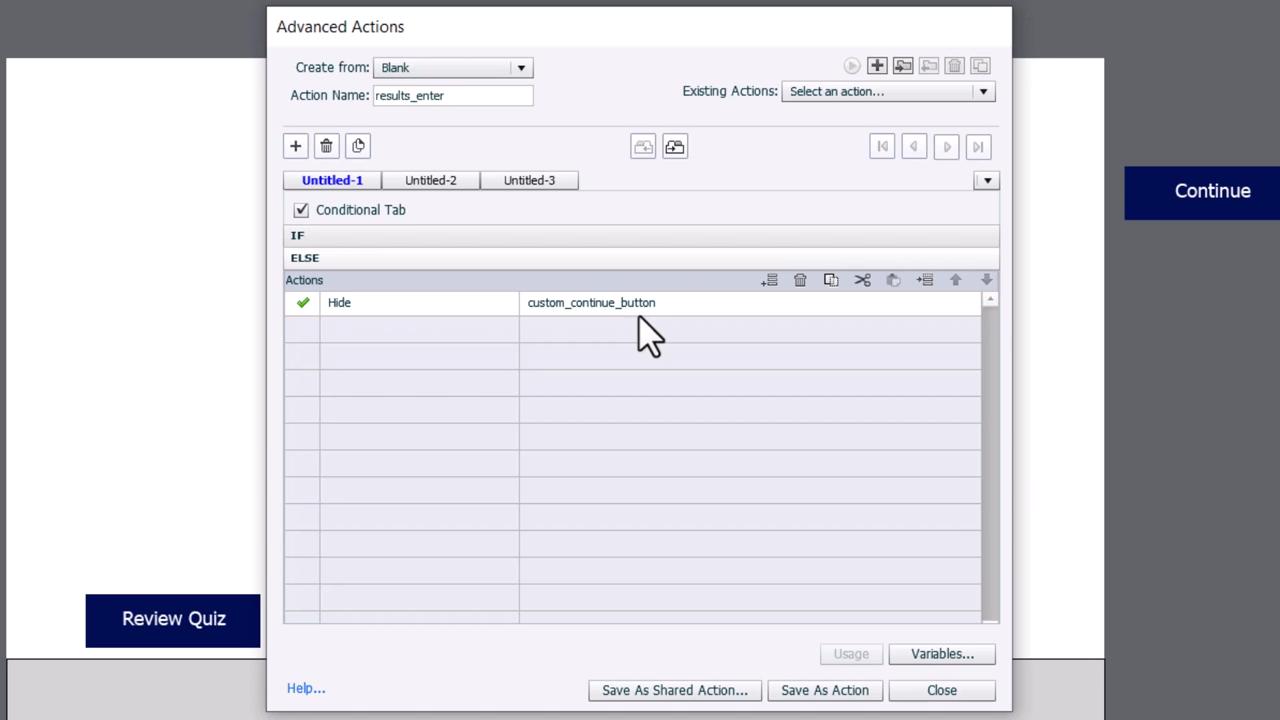 Advanced Actions
Create from: Blank
Action Name: results_enter
Existing Actions: Select an action...
Untitled-1 Untitled-2 Untitled-3
Conditional Tab
IF
ELSE
Actions
Hide custom_continue_button
Continue
Review Quiz
Usage Variables...
Help... Save As Shared Action... Save As Action Close